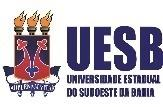 UESB
UNIVERSIDADE ESTADUAL
DO SUDOESTE DA BAHIA